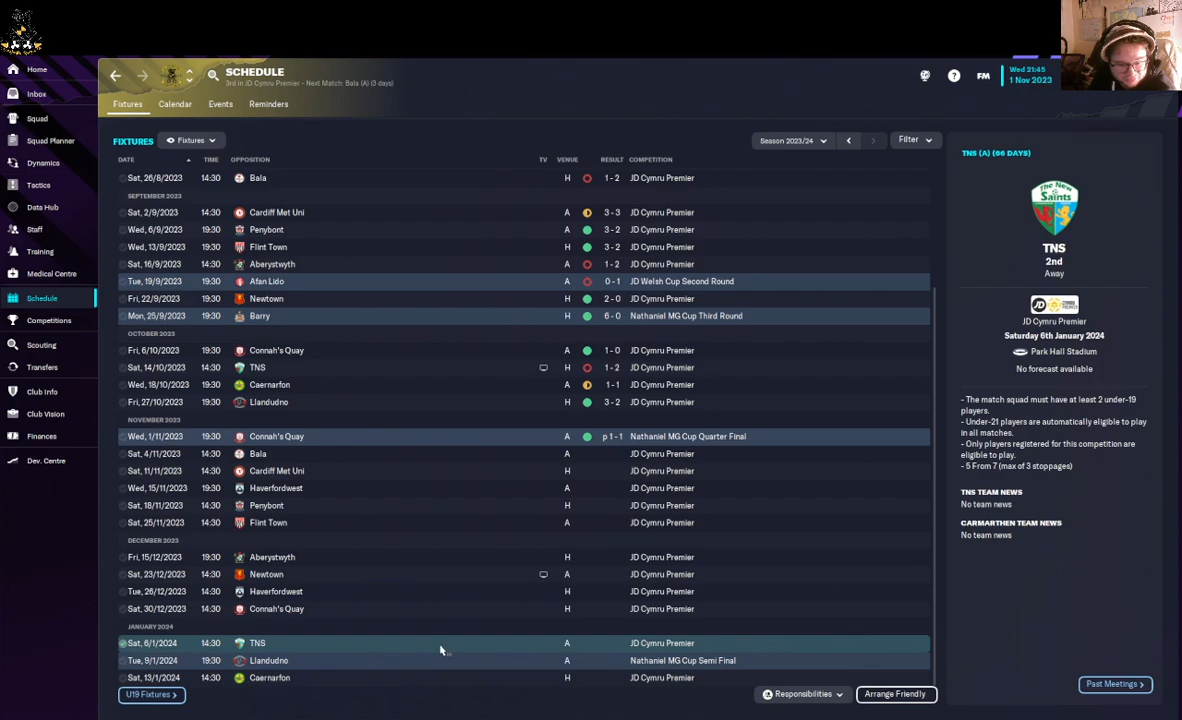 Home
Inbox
Squad
Squad Planner
Dynamics
Tactics
Data Hub
Staff
Training
Medical Centre
Schedule
Competitions
Scouting
Transfers
Club Info
Club Vision
Finances
Dev. Centre
SCHEDULE
3rd in JD Cymru Premier - Next Match: Bala (A) (3 days)
FM
Wed 21:45
1 Nov 2023
Fixtures Calendar Events Reminders
FIXTURES Fixtures Season 2023/24 Filter
DATE TIME OPPOSITION TV VENUE RESULT COMPETITION
Sat, 26/8/2023 14:30 Bala H 1 - 2 JD Cymru Premier
SEPTEMBER 2023
Sat, 2/9/2023 14:30 Cardiff Met Uni A 3 - 3 JD Cymru Premier
Wed, 6/9/2023 19:30 Penybont A 3 - 2 JD Cymru Premier
Wed, 13/9/2023 19:30 Flint Town H 3 - 2 JD Cymru Premier
Sat, 16/9/2023 14:30 Aberystwyth A 1 - 2 JD Cymru Premier
Tue, 19/9/2023 19:30 Afan Lido A 0 - 1 JD Welsh Cup Second Round
Fri, 22/9/2023 19:30 Newtown H 2 - 0 JD Cymru Premier
Mon, 25/9/2023 19:30 Barry H 6 - 0 Nathaniel MG Cup Third Round
OCTOBER 2023
Fri, 6/10/2023 19:30 Connah's Quay A 1 - 0 JD Cymru Premier
Sat, 14/10/2023 19:30 TNS H 1 - 2 JD Cymru Premier
Wed, 18/10/2023 19:30 Caernarfon A 1 - 1 JD Cymru Premier
Fri, 27/10/2023 19:30 Llandudno H 3 - 2 JD Cymru Premier
NOVEMBER 2023
Wed, 1/11/2023 19:30 Connah's Quay A p 1 - 1 Nathaniel MG Cup Quarter Final
Sat, 4/11/2023 14:30 Bala A JD Cymru Premier
Sat, 11/11/2023 14:30 Cardiff Met Uni H JD Cymru Premier
Wed, 15/11/2023 19:30 Haverfordwest A JD Cymru Premier
Sat, 18/11/2023 14:30 Penybont H JD Cymru Premier
Sat, 25/11/2023 14:30 Flint Town A JD Cymru Premier
DECEMBER 2023
Fri, 15/12/2023 19:30 Aberystwyth H JD Cymru Premier
Sat, 23/12/2023 14:30 Newtown A JD Cymru Premier
Tue, 26/12/2023 14:30 Haverfordwest H JD Cymru Premier
Sat, 30/12/2023 14:30 Connah's Quay H JD Cymru Premier
JANUARY 2024
Sat, 6/1/2024 14:30 TNS A JD Cymru Premier
Tue, 9/1/2024 19:30 Llandudno A Nathaniel MG Cup Semi Final
Sat, 13/1/2024 14:30 Caernarfon H JD Cymru Premier
U19 Fixtures > Responsibilities Arrange Friendly
TNS (A) (66 DAYS)
The New
Saints
TNS
2nd
Away
JD CYMRU PREMIER
JD Cymru Premier
Saturday 6th January 2024
Park Hall Stadium
No forecast available
- The match squad must have at least 2 under-19
players.
- Under-21 players are automatically eligible to play
in all matches.
- Only players registered for this competition are
eligible to play.
- 5 From 7 (max of 3 stoppages)
TNS TEAM NEWS
No team news
CARMARTHEN TEAM NEWS
No team news
Past Meetings >